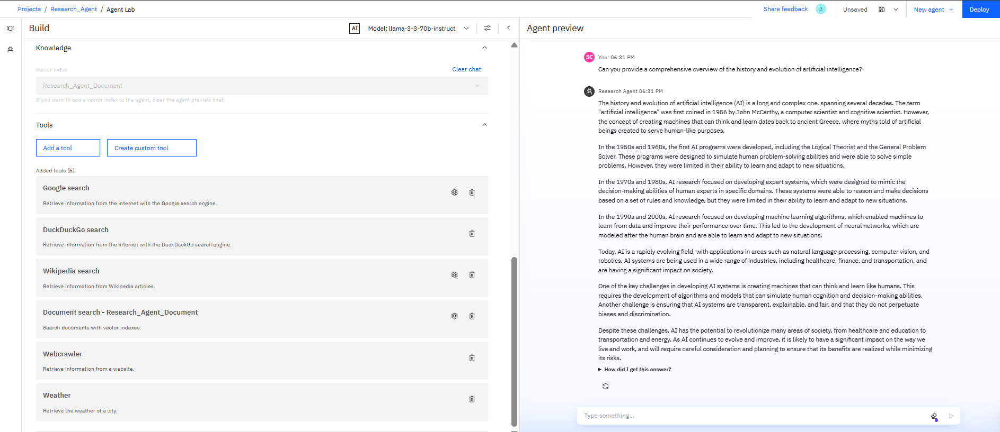 Projects / Research_Agent / Agent Lab
Share feedback β Unsaved New agent + Deploy
Build
AI Model: llama-3-3-70b-instruct
Agent preview
Knowledge
Vector index
Clear chat
Research_Agent_Document
If you want to add a vector index to the agent, clear the agent preview chat.
Tools
Add a tool
Create custom tool
Added tools (6)
Google search
Retrieve information from the internet with the Google search engine.
DuckDuckGo search
Retrieve information from the internet with the DuckDuckGo search engine.
Wikipedia search
Retrieve information from Wikipedia articles.
Document search - Research_Agent_Document
Search documents with vector indexes.
Webcrawler
Retrieve information from a website.
Weather
Retrieve the weather of a city.
SC You: 06:31 PM
Can you provide a comprehensive overview of the history and evolution of artificial intelligence?
Research Agent 06:31 PM
The history and evolution of artificial intelligence (AI) is a long and complex one, spanning several decades. The term
"artificial intelligence" was first coined in 1956 by John McCarthy, a computer scientist and cognitive scientist. However,
the concept of creating machines that can think and learn dates back to ancient Greece, where myths told of artificial
beings created to serve human-like purposes.
In the 1950s and 1960s, the first AI programs were developed, including the Logical Theorist and the General Problem
Solver. These programs were designed to simulate human problem-solving abilities and were able to solve simple
problems. However, they were limited in their ability to learn and adapt to new situations.
In the 1970s and 1980s, AI research focused on developing expert systems, which were designed to mimic the
decision-making abilities of human experts in specific domains. These systems were able to reason and make decisions
based on a set of rules and knowledge, but they were limited in their ability to learn and adapt to new situations.
In the 1990s and 2000s, AI research focused on developing machine learning algorithms, which enabled machines to
learn from data and improve their performance over time. This led to the development of neural networks, which are
modeled after the human brain and are able to learn and adapt to new situations.
Today, AI is a rapidly evolving field, with applications in areas such as natural language processing, computer vision, and
robotics. AI systems are being used in a wide range of industries, including healthcare, finance, and transportation, and
are having a significant impact on society.
One of the key challenges in developing AI systems is creating machines that can think and learn like humans. This
requires the development of algorithms and models that can simulate human cognition and decision-making abilities.
Another challenge is ensuring that AI systems are transparent, explainable, and fair, and that they do not perpetuate
biases and discrimination.
Despite these challenges, AI has the potential to revolutionize many areas of society, from healthcare and education to
transportation and energy. As AI continues to evolve and improve, it is likely to have a significant impact on the way we
live and work, and will require careful consideration and planning to ensure that its benefits are realized while minimizing
its risks.
How did I get this answer?
Type something...